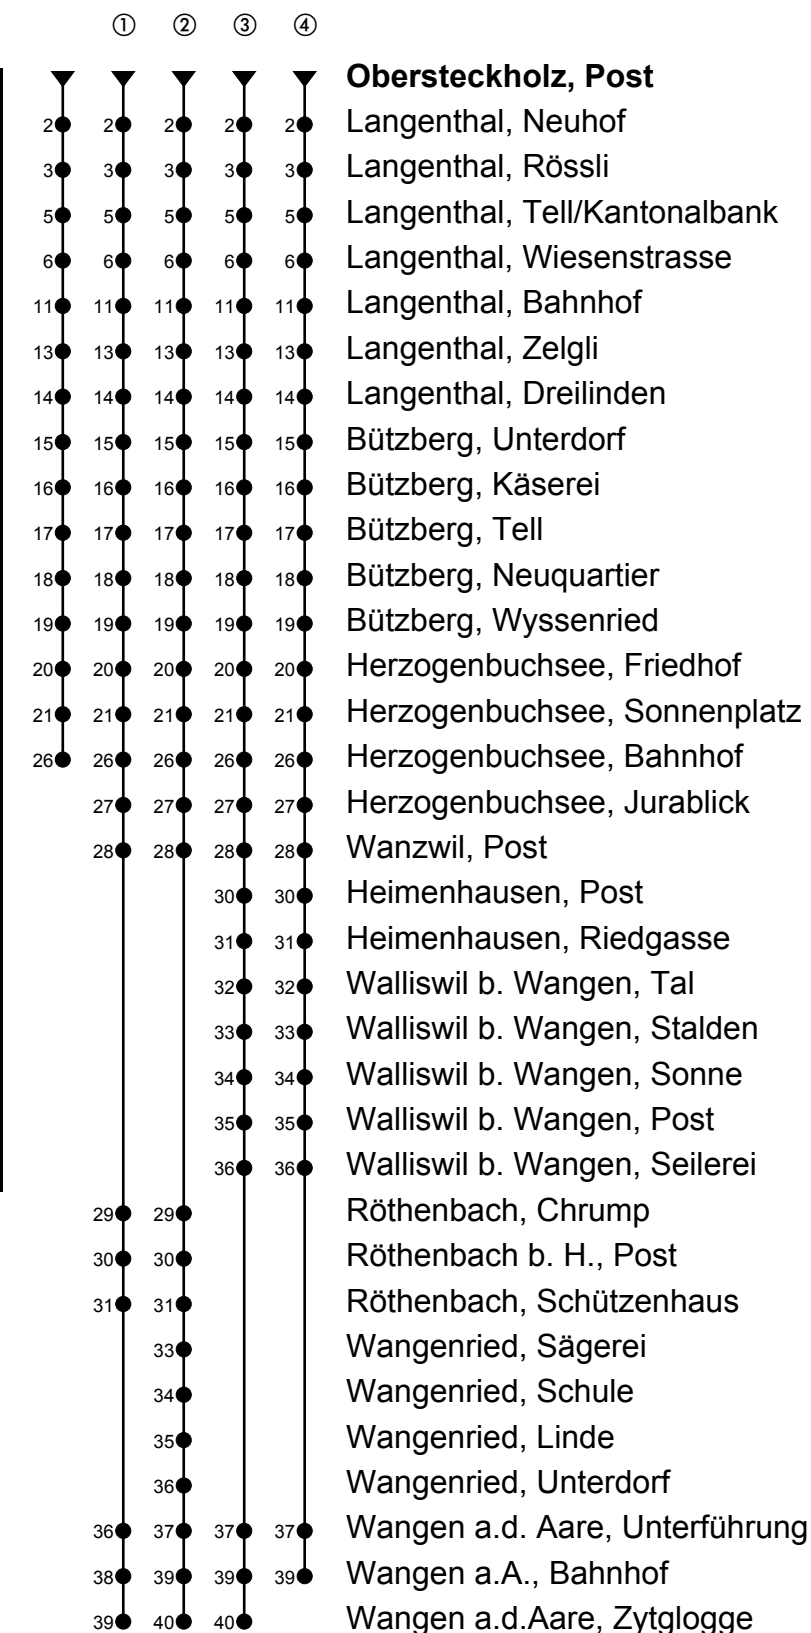 ① ② ③ ④
Obersteckholz, Post
2 2 2 2 2 Langenthal, Neuhof
3 3 3 3 3 Langenthal, Rössli
5 5 5 5 5 Langenthal, Tell/Kantonalbank
6 6 6 6 6 Langenthal, Wiesenstrasse
11 11 11 11 11 Langenthal, Bahnhof
13 13 13 13 13 Langenthal, Zelgli
14 14 14 14 14 Langenthal, Dreilinden
15 15 15 15 15 Bützberg, Unterdorf
16 16 16 16 16 Bützberg, Käserei
17 17 17 17 17 Bützberg, Tell
18 18 18 18 18 Bützberg, Neuquartier
19 19 19 19 19 Bützberg, Wyssenried
20 20 20 20 20 Herzogenbuchsee, Friedhof
21 21 21 21 21 Herzogenbuchsee, Sonnenplatz
26 26 26 26 26 Herzogenbuchsee, Bahnhof
27 27 27 27 Herzogenbuchsee, Jurablick
28 28 28 28 Wanzwil, Post
30 30 Heimenhausen, Post
31 31 Heimenhausen, Riedgasse
32 32 Walliswil b. Wangen, Tal
33 33 Walliswil b. Wangen, Stalden
34 34 Walliswil b. Wangen, Sonne
35 35 Walliswil b. Wangen, Post
36 36 Walliswil b. Wangen, Seilerei
29 29 Röthenbach, Chrump
30 30 Röthenbach b. H., Post
31 31 Röthenbach, Schützenhaus
33 Wangenried, Sägerei
34 Wangenried, Schule
35 Wangenried, Linde
36 Wangenried, Unterdorf
36 37 37 37 Wangen a.d. Aare, Unterführung
38 39 39 39 Wangen a.A., Bahnhof
39 40 40 Wangen a.d.Aare, Zytglogge